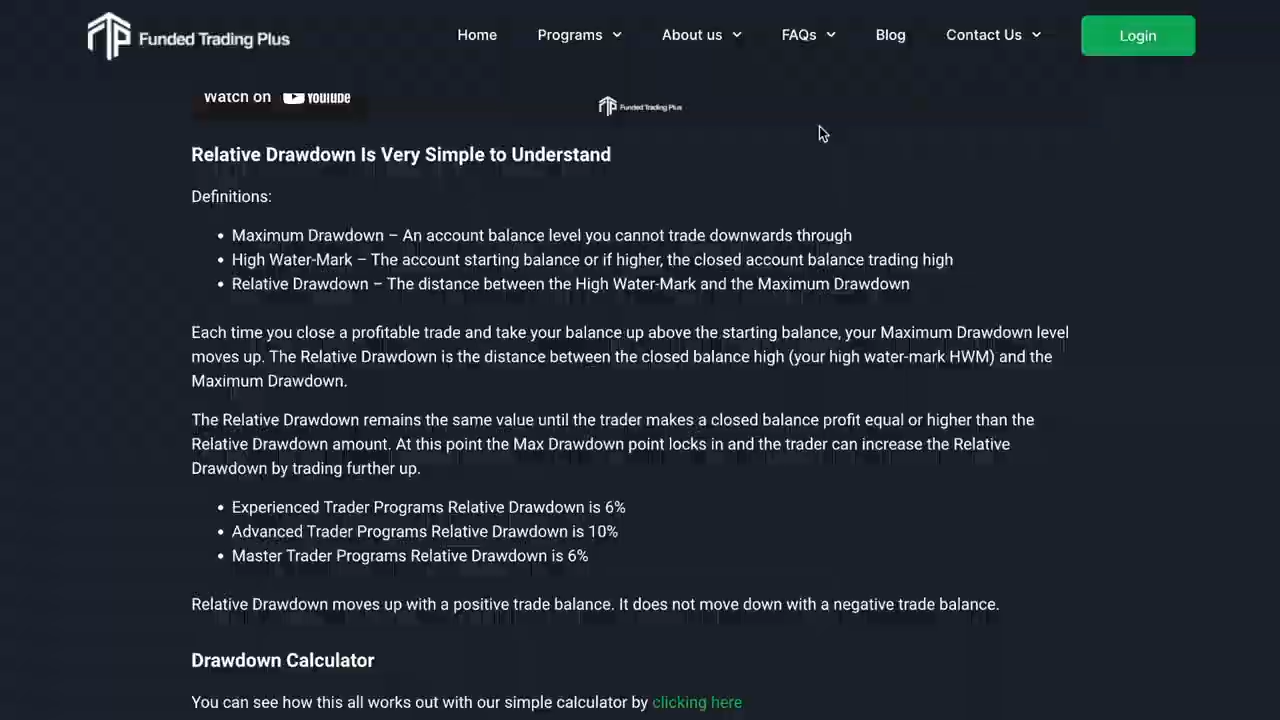 Funded Trading Plus
Home
Programs
About us
FAQs
Blog
Contact Us
Login
Watch on YouTube
Funded Trading Plus
Relative Drawdown Is Very Simple to Understand
Definitions:
• Maximum Drawdown – An account balance level you cannot trade downwards through
• High Water-Mark – The account starting balance or if higher, the closed account balance trading high
• Relative Drawdown – The distance between the High Water-Mark and the Maximum Drawdown
Each time you close a profitable trade and take your balance up above the starting balance, your Maximum Drawdown level
moves up. The Relative Drawdown is the distance between the closed balance high (your high water-mark HWM) and the
Maximum Drawdown.
The Relative Drawdown remains the same value until the trader makes a closed balance profit equal or higher than the
Relative Drawdown amount. At this point the Max Drawdown point locks in and the trader can increase the Relative
Drawdown by trading further up.
• Experienced Trader Programs Relative Drawdown is 6%
• Advanced Trader Programs Relative Drawdown is 10%
• Master Trader Programs Relative Drawdown is 6%
Relative Drawdown moves up with a positive trade balance. It does not move down with a negative trade balance.
Drawdown Calculator
You can see how this all works out with our simple calculator by clicking here